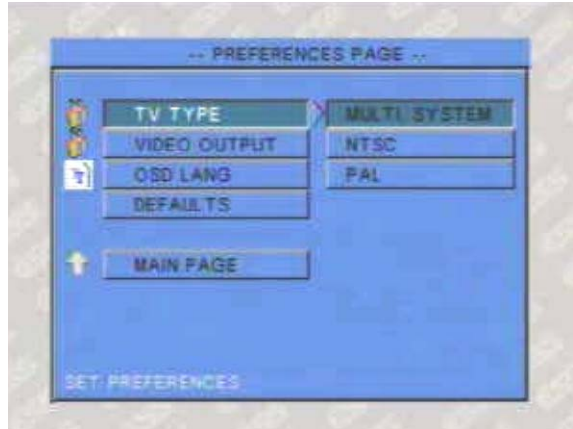 -- PREFERENCES PAGE --
TV TYPE
MULTI SYSTEM
VIDEO OUTPUT
NTSC
OSD LANG
PAL
DEFAULTS
MAIN PAGE
SET PREFERENCES